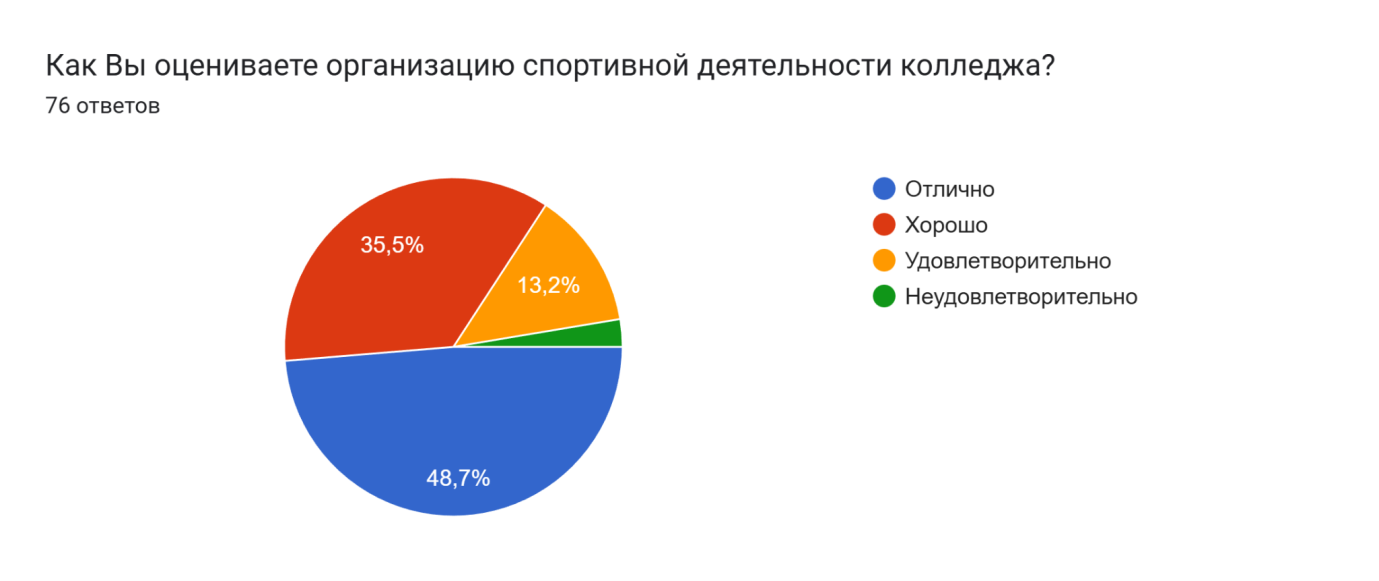 Как Вы оцениваете организацию спортивной деятельности колледжа?
76 ответов
Отлично
Хорошо
Удовлетворительно
Неудовлетворительно
35,5%
13,2%
48,7%